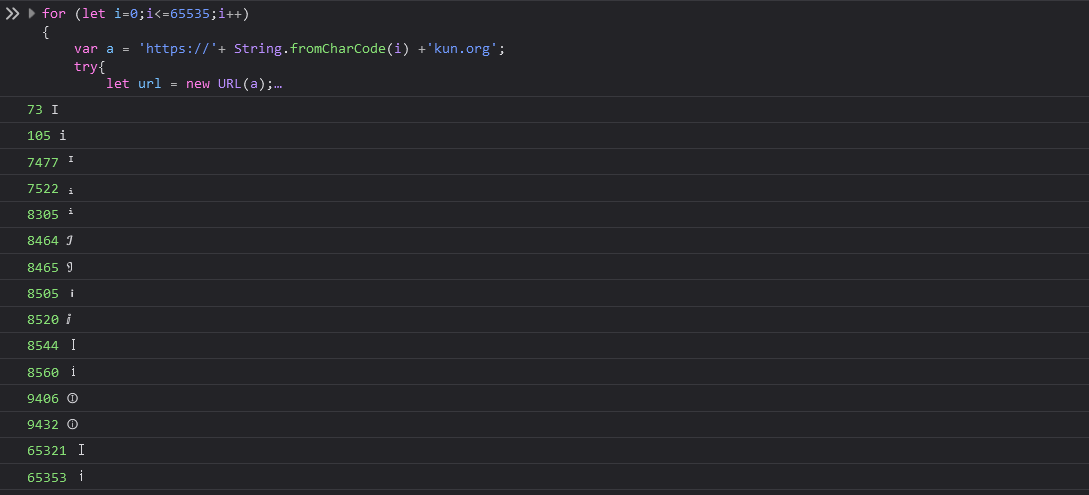 for (let i=0;i<=65535;i++)
{
var a = 'https://'+ String.fromCharCode(i) +'kun.org';
try{
let url = new URL(a);…
73 I
105 i
7477 ᴵ
7522 ᵢ
8305 ⁱ
8464 ℐ
8465 ℑ
8505 ℹ
8520 ⅈ
8544 Ⅰ
8560 ⅰ
9406 Ⓘ
9432 ⓘ
65321 I
65353 i